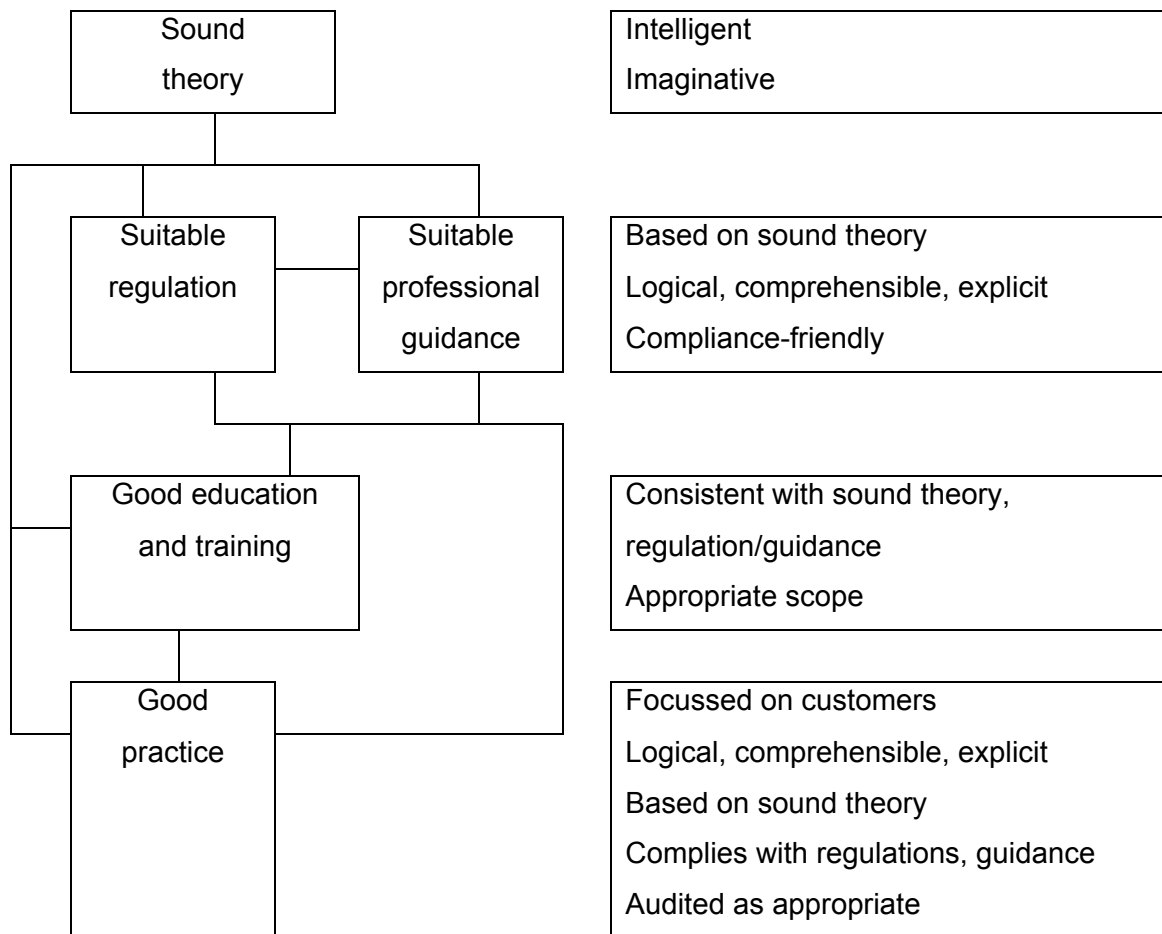 Sound
theory
Intelligent
Imaginative
Suitable
regulation
Suitable
professional
guidance
Based on sound theory
Logical, comprehensible, explicit
Compliance-friendly
Good education
and training
Consistent with sound theory,
regulation/guidance
Appropriate scope
Good
practice
Focussed on customers
Logical, comprehensible, explicit
Based on sound theory
Complies with regulations, guidance
Audited as appropriate